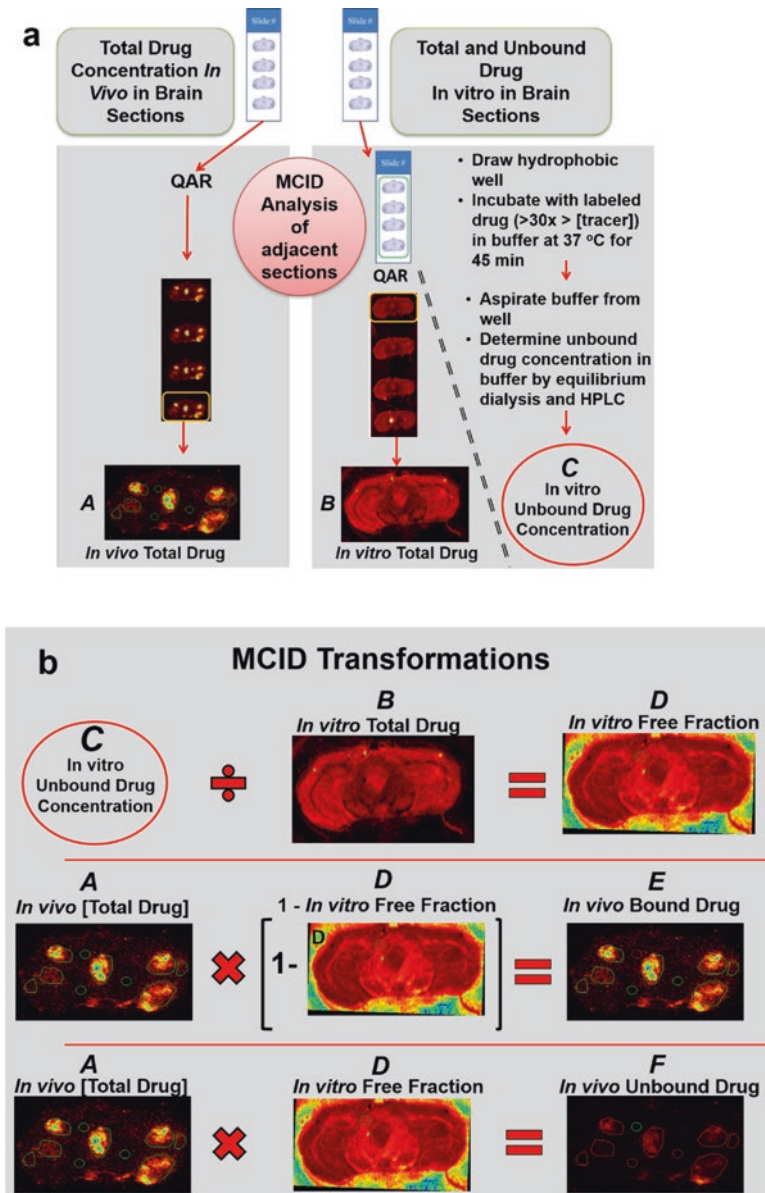 a
Slide #
Slide #
Total Drug
Concentration In
Vivo in Brain
Sections
Total and Unbound
Drug
In vitro in Brain
Sections
QAR
MCID
Analysis
of
adjacent
sections
Slide #
QAR
• Draw hydrophobic
well
• Incubate with labeled
drug (>30x > [tracer])
in buffer at 37 °C for
45 min
• Aspirate buffer from
well
• Determine unbound
drug concentration in
buffer by equilibrium
dialysis and HPLC
A
In vivo Total Drug
B
In vitro Total Drug
C
In vitro
Unbound Drug
Concentration
b
MCID Transformations
C
In vitro
Unbound Drug
Concentration
÷
B
In vitro Total Drug
=
D
In vitro Free Fraction
A
In vivo [Total Drug]
×
D
1 - In vitro Free Fraction
[1- D]
=
E
In vivo Bound Drug
A
In vivo [Total Drug]
×
D
In vitro Free Fraction
=
F
In vivo Unbound Drug